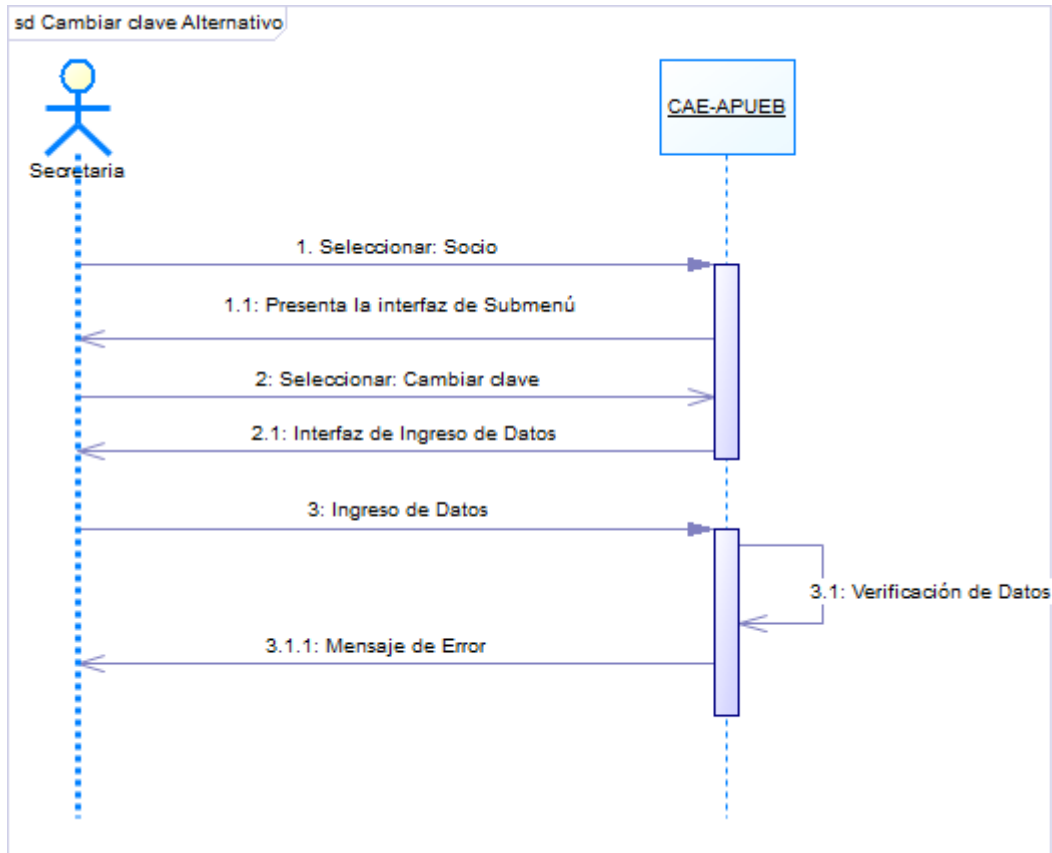 sd Cambiar clave Alternativo
CAE-APUEB
Secretaria
1. Seleccionar: Socio
1.1: Presenta la interfaz de Submenú
2: Seleccionar: Cambiar clave
2.1: Interfaz de Ingreso de Datos
3: Ingreso de Datos
3.1: Verificación de Datos
3.1.1: Mensaje de Error